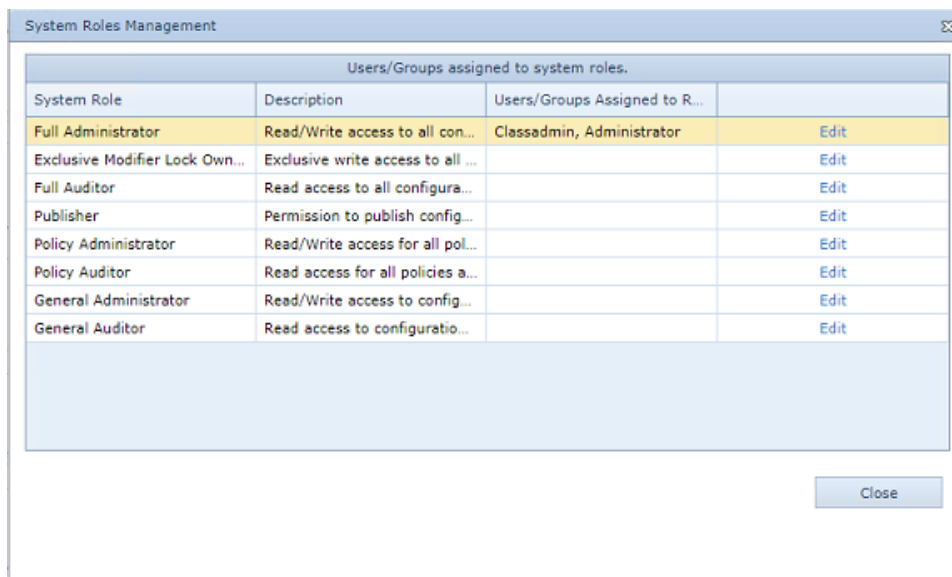 System Roles Management
Users/Groups assigned to system roles.
System Role Description Users/Groups Assigned to R...
Full Administrator Read/Write access to all con... Classadmin, Administrator Edit
Exclusive Modifier Lock Own... Exclusive write access to all ... Edit
Full Auditor Read access to all configura... Edit
Publisher Permission to publish config... Edit
Policy Administrator Read/Write access for all pol... Edit
Policy Auditor Read access for all policies a... Edit
General Administrator Read/Write access to config... Edit
General Auditor Read access to configuratio... Edit
Close